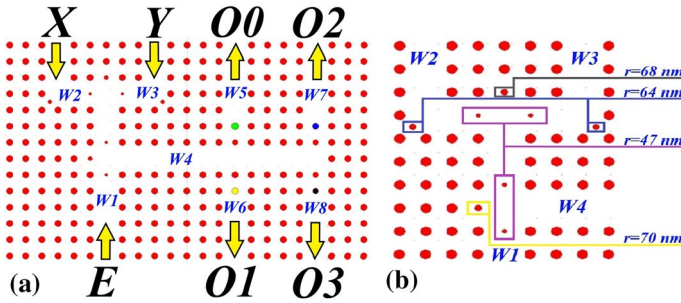 X Y O0 O2
W2 W3 W5 W7
W4
W1 W6 W8
(a) E O1 O3
W2 W3
r=68 nm
r=64 nm
r=47 nm
W4
r=70 nm
(b) W1